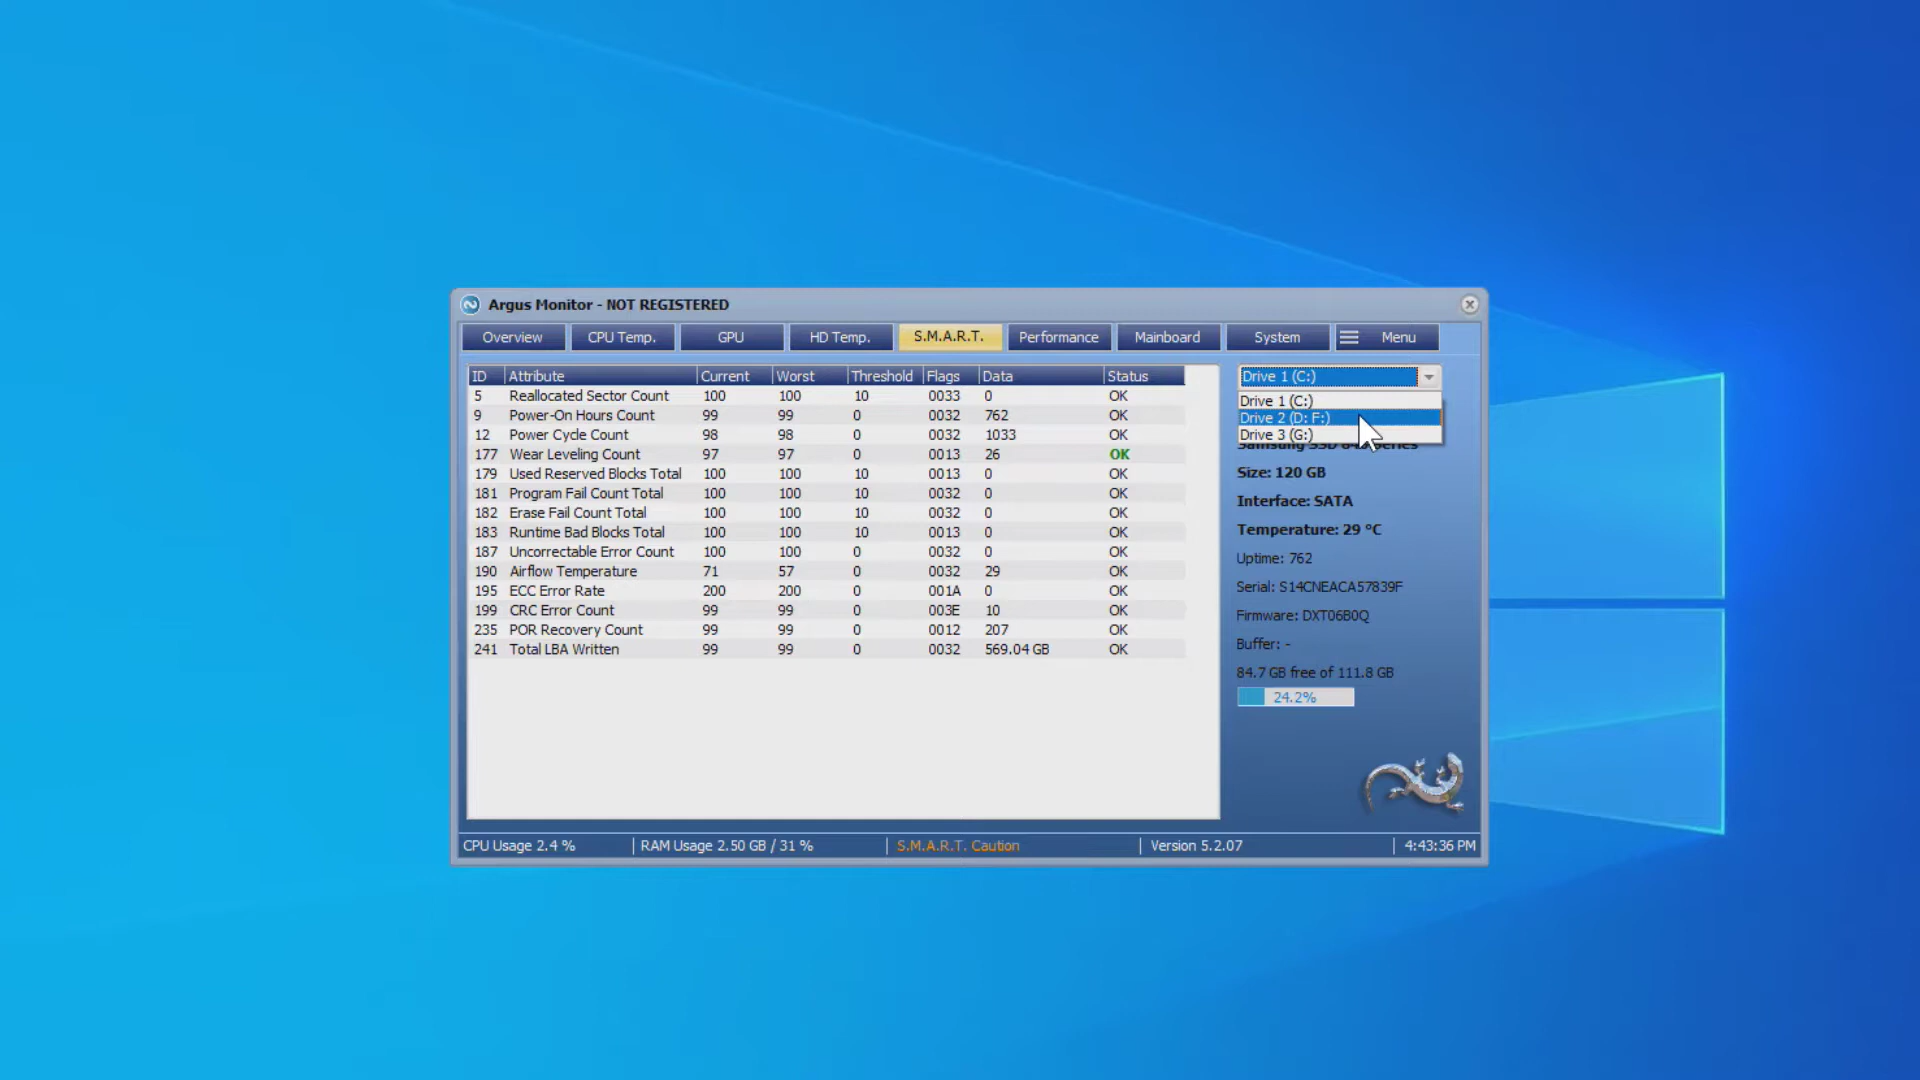 Argus Monitor - NOT REGISTERED
Overview CPU Temp. GPU HD Temp. S.M.A.R.T. Performance Mainboard System Menu
ID Attribute Current Worst Threshold Flags Data Status
5 Reallocated Sector Count 100 100 10 0033 0 OK
9 Power-On Hours Count 99 99 0 0032 762 OK
12 Power Cycle Count 98 98 0 0032 1033 OK
177 Wear Leveling Count 97 97 0 0013 26 OK
179 Used Reserved Blocks Total 100 100 10 0013 0 OK
181 Program Fail Count Total 100 100 10 0032 0 OK
182 Erase Fail Count Total 100 100 10 0032 0 OK
183 Runtime Bad Blocks Total 100 100 10 0013 0 OK
187 Uncorrectable Error Count 100 100 0 0032 0 OK
190 Airflow Temperature 71 57 0 0032 29 OK
195 ECC Error Rate 200 200 0 001A 0 OK
199 CRC Error Count 99 99 0 003E 10 OK
235 POR Recovery Count 99 99 0 0012 207 OK
241 Total LBA Written 99 99 0 0032 569.04 GB OK
Drive 1 (C:)
Drive 1 (C:)
Drive 2 (D: F:)
Drive 3 (G:)
Samsung SSD Series
Size: 120 GB
Interface: SATA
Temperature: 29 °C
Uptime: 762
Serial: S14CNEACA57839F
Firmware: DXT06B0Q
Buffer: -
84.7 GB free of 111.8 GB
24.2%
CPU Usage 2.4 % RAM Usage 2.50 GB / 31 % S.M.A.R.T. Caution Version 5.2.07 4:43:36 PM